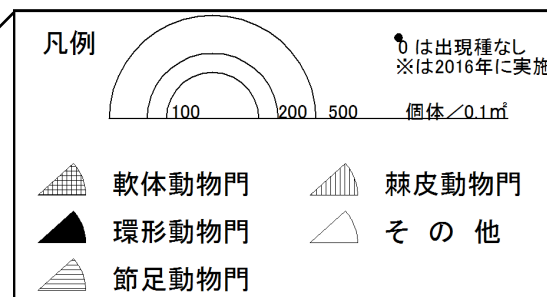 凡例
0 は出現種なし
※は2016年に実施
100 200 500 個体／0.1㎡
軟体動物門 棘皮動物門
環形動物門 その他
節足動物門